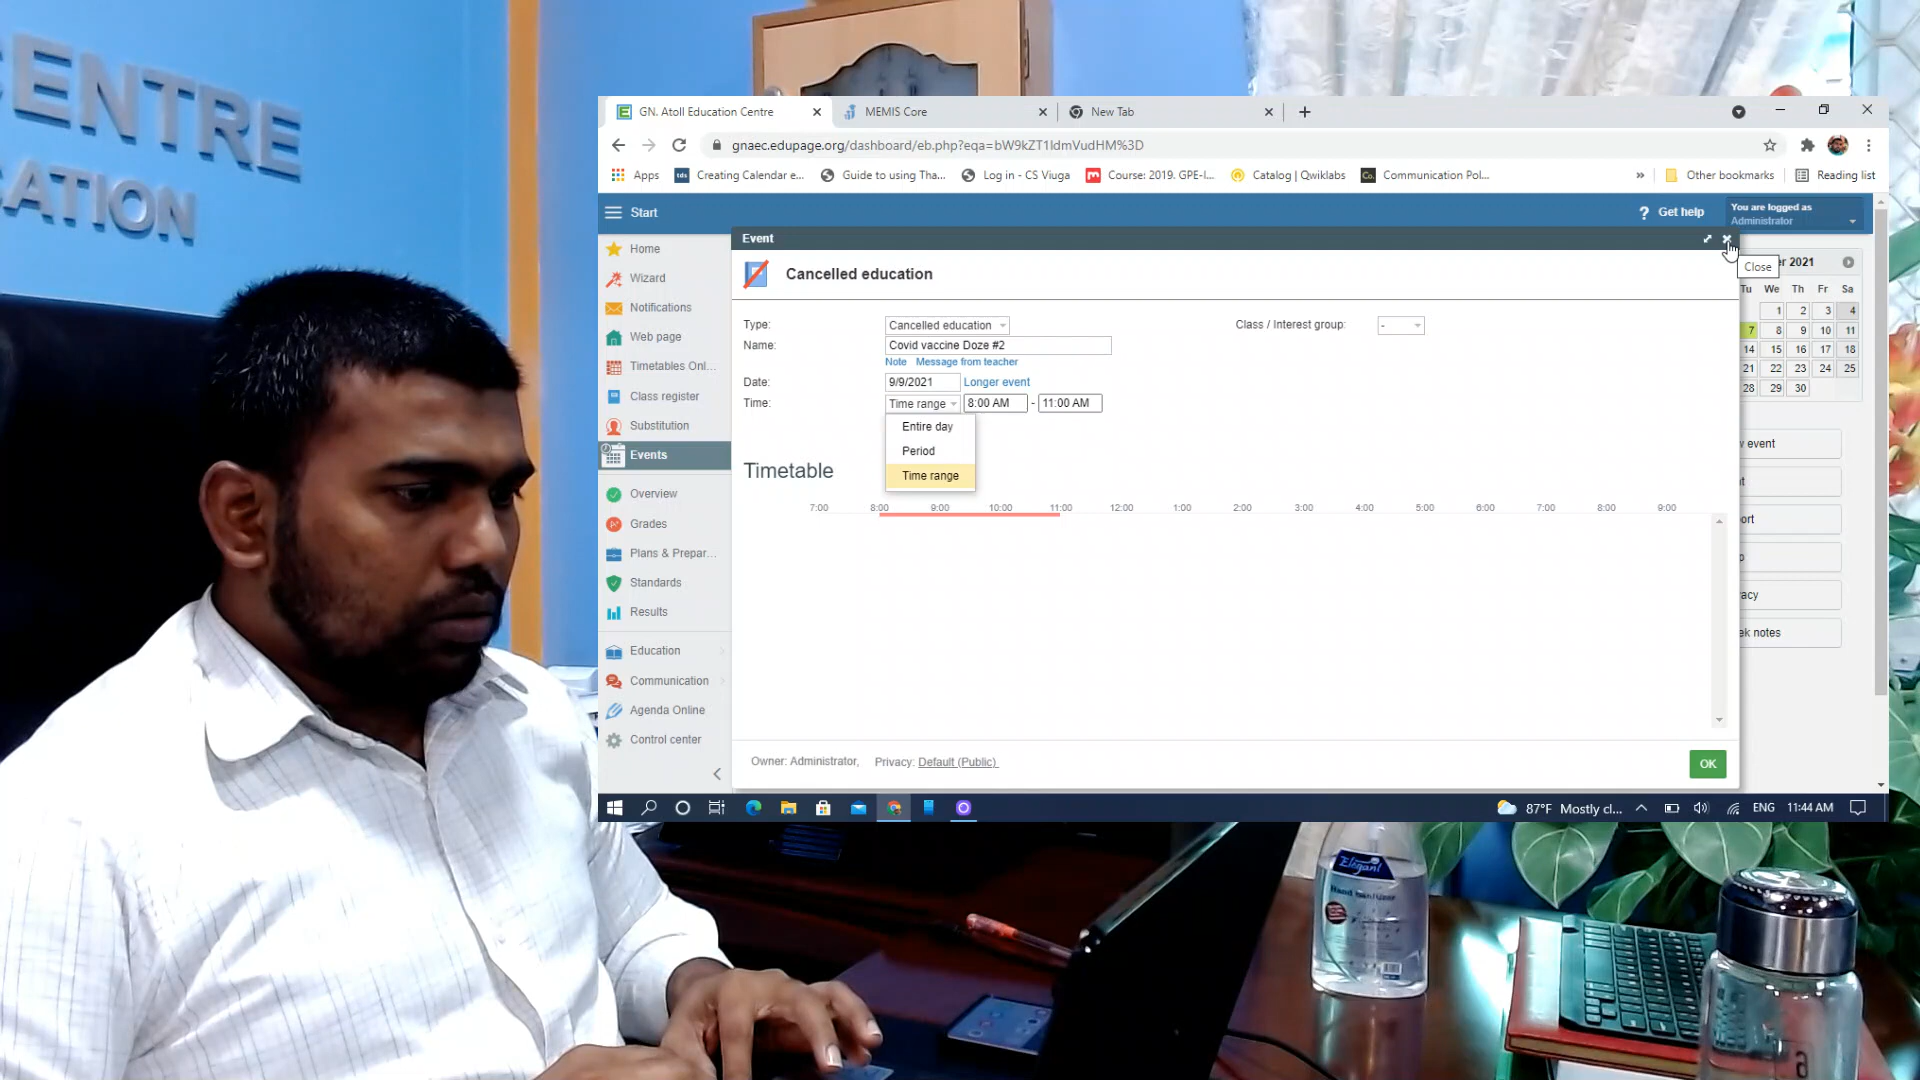 CENTRE
ATION
GN. Atoll Education Centre
MEMIS Core
New Tab
gnaec.edupage.org/dashboard/eb.php?eqa=bW9kZT1ldmVudHM%3D
Apps
tds
Creating Calendar e...
Guide to using Tha...
Log in - CS Viuga
Course: 2019. GPE-I...
Catalog | Qwiklabs
Co.
Communication Pol...
»
Other bookmarks
Reading list
Start
? Get help
You are logged as
Administrator
Home
Wizard
Notifications
Web page
Timetables Onl...
Class register
Substitution
Events
Overview
Grades
Plans & Prepar...
Standards
Results
Education
Communication
Agenda Online
Control center
Event
Close
Cancelled education
Type:
Cancelled education
Class / Interest group:
-
Name:
Covid vaccine Doze #2
Note Message from teacher
Date:
9/9/2021
Longer event
Time:
Time range
8:00 AM - 11:00 AM
Entire day
Period
Time range
Timetable
7:00 8:00 9:00 10:00 11:00 12:00 1:00 2:00 3:00 4:00 5:00 6:00 7:00 8:00 9:00
Owner: Administrator, Privacy: Default (Public)
OK
er 2021
Tu We Th Fr Sa
1 2 3 4
7 8 9 10 11
14 15 16 17 18
21 22 23 24 25
28 29 30
w event
nt
ort
p
acy
ek notes
87°F Mostly cl...
ENG
11:44 AM
Elegant
Hand Sanitizer